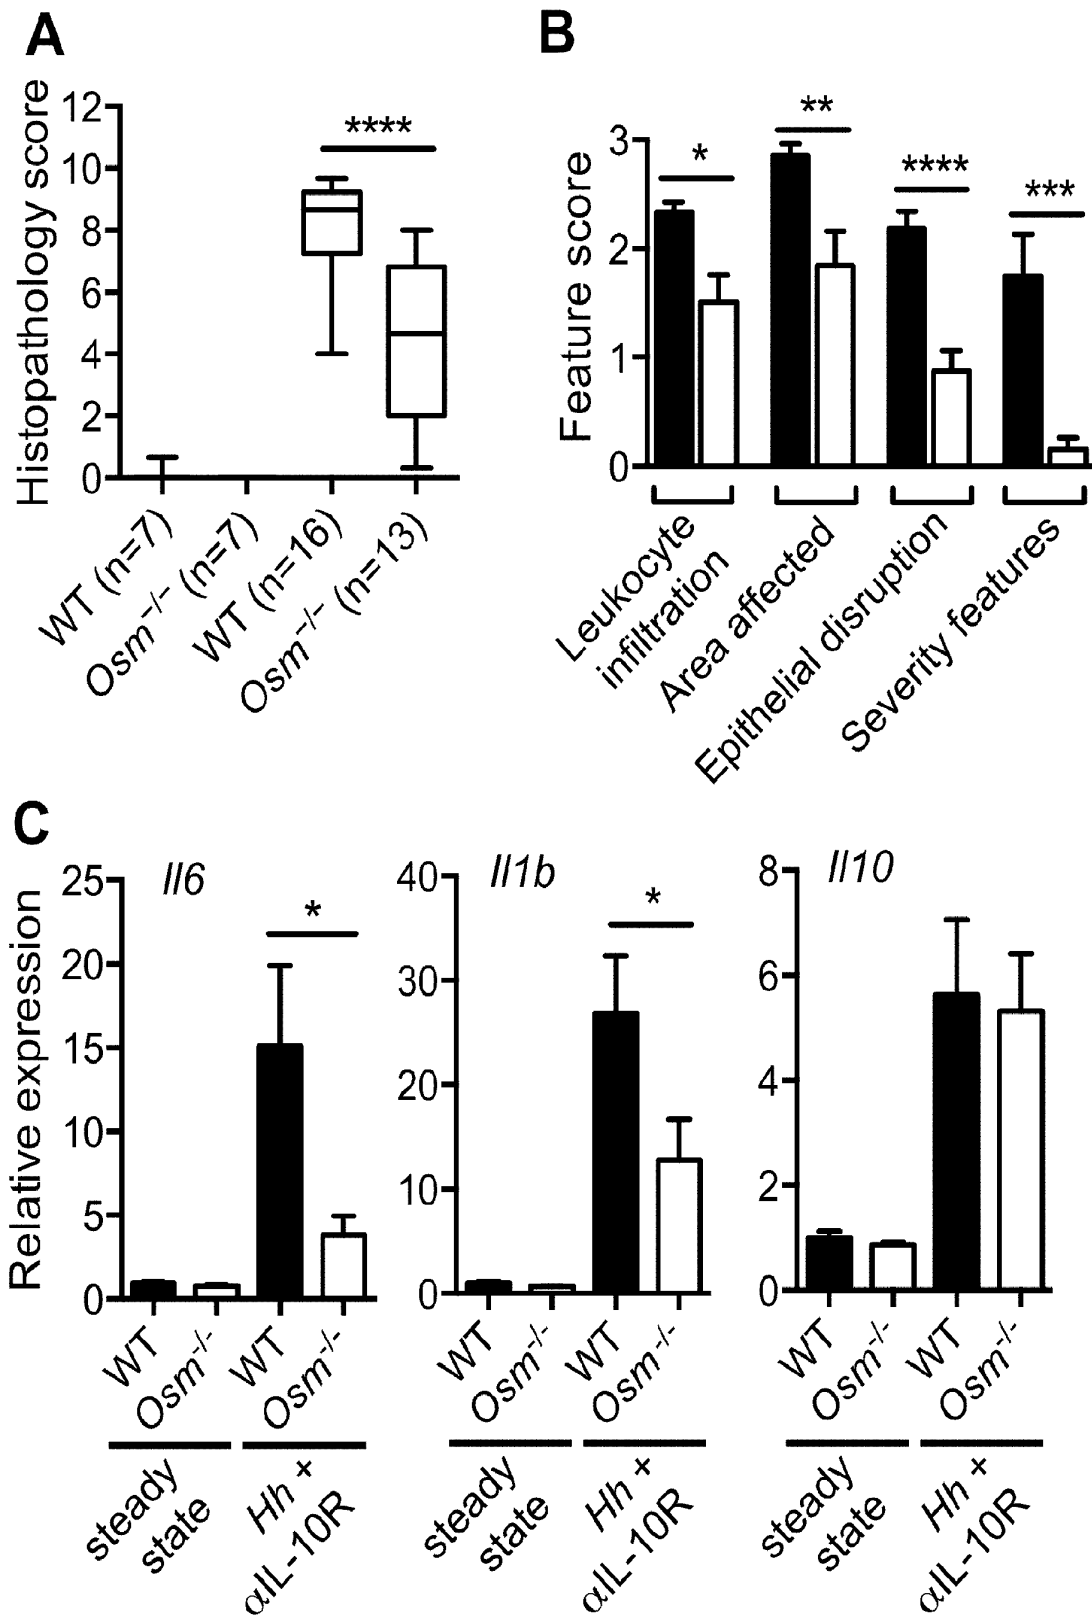 A
Histopathology score
12
10
8
6
4
2
0
****
WT (n=7)
Osm⁻/⁻ (n=7)
WT (n=16)
Osm⁻/⁻ (n=13)
B
Feature score
3
2
1
0
*
**
****
***
Leukocyte
infiltration
Area affected
Epithelial disruption
Severity features
C
Relative expression
Il6
25
20
15
10
5
0
*
WT
Osm⁻/⁻
WT
Osm⁻/⁻
steady
state
Hh +
αIL-10R
Il1b
40
30
20
10
0
*
WT
Osm⁻/⁻
WT
Osm⁻/⁻
steady
state
Hh +
αIL-10R
Il10
8
6
4
2
0
WT
Osm⁻/⁻
WT
Osm⁻/⁻
steady
state
Hh +
αIL-10R